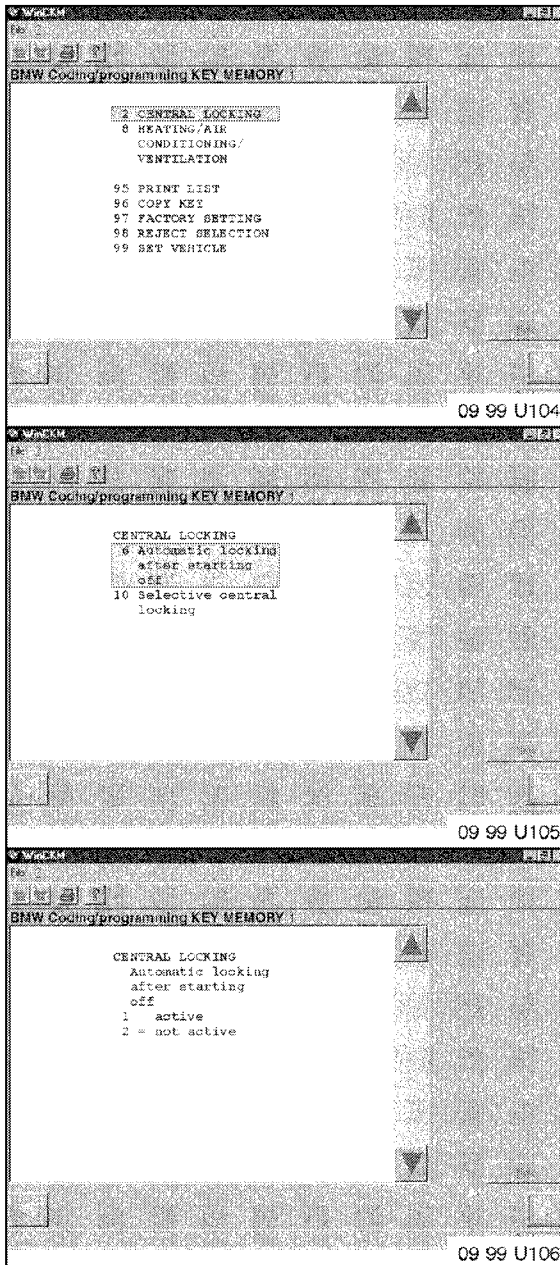 WinCKM
File ?
?
BMW Coding/programming KEY MEMORY 1
2 CENTRAL LOCKING
8 HEATING/AIR
CONDITIONING/
VENTILATION
95 PRINT LIST
96 COPY KEY
97 FACTORY SETTING
98 REJECT SELECTION
99 SET VEHICLE
09 99 U104
WinCKM
File ?
?
BMW Coding/programming KEY MEMORY 1
CENTRAL LOCKING
6 Automatic locking
after starting
off
10 Selective central
locking
09 99 U105
WinCKM
File ?
?
BMW Coding/programming KEY MEMORY 1
CENTRAL LOCKING
Automatic locking
after starting
off
1 active
2 = not active
09 99 U106